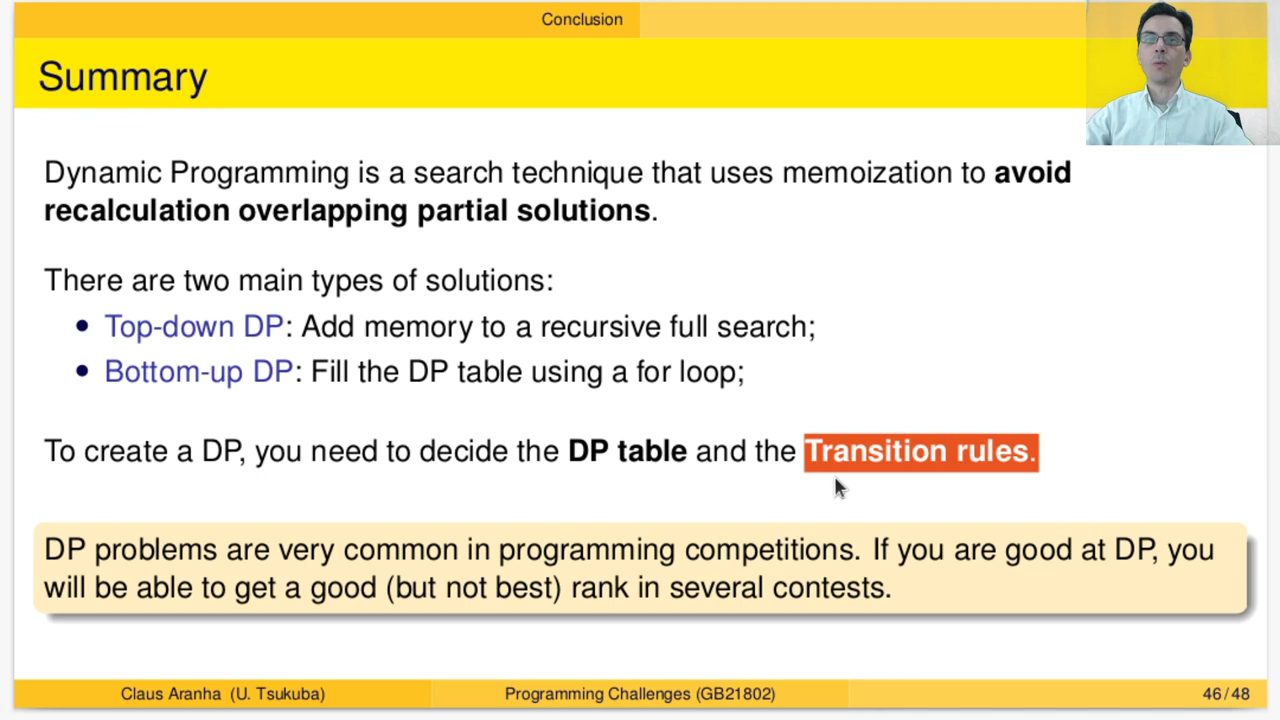 Conclusion
Summary
Dynamic Programming is a search technique that uses memoization to avoid
recalculation overlapping partial solutions.
There are two main types of solutions:
• Top-down DP: Add memory to a recursive full search;
• Bottom-up DP: Fill the DP table using a for loop;
To create a DP, you need to decide the DP table and the Transition rules.
DP problems are very common in programming competitions. If you are good at DP, you
will be able to get a good (but not best) rank in several contests.
Claus Aranha (U. Tsukuba) Programming Challenges (GB21802) 46/48